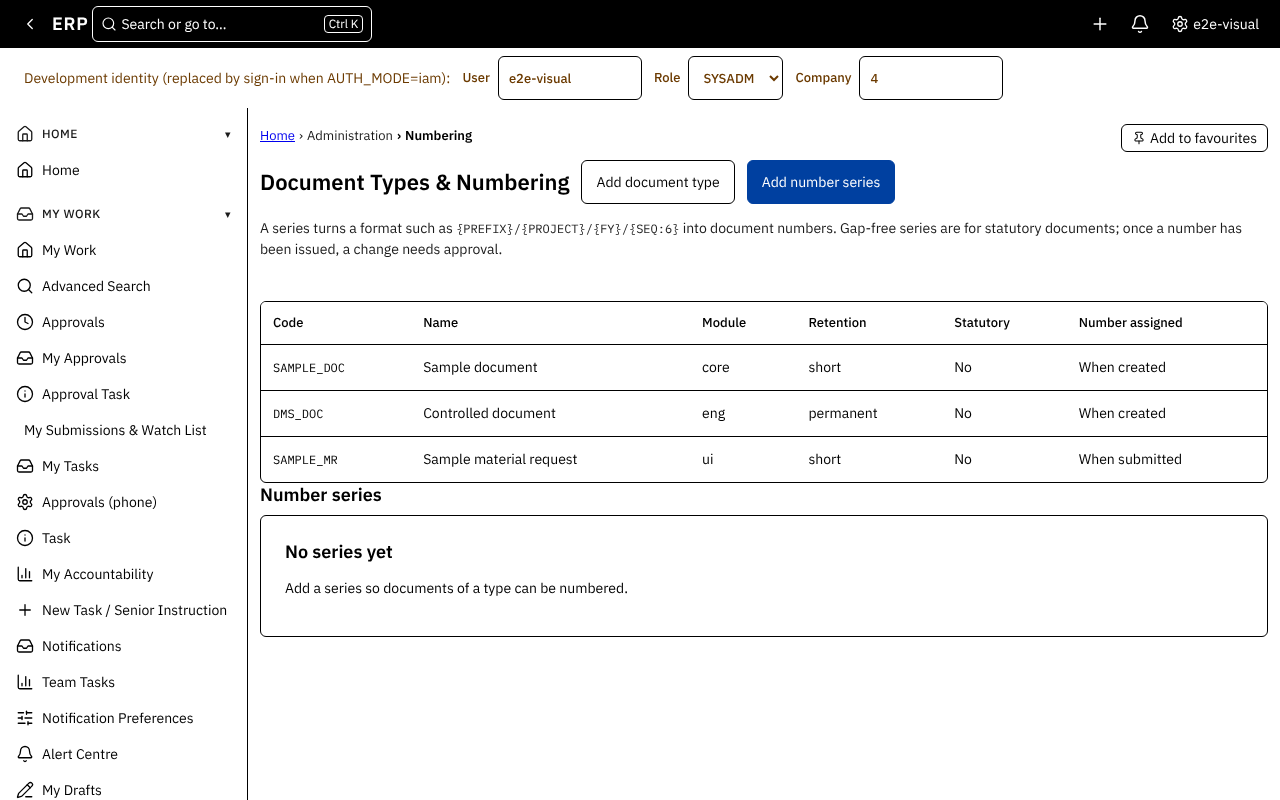 ERP
Search or go to…
Ctrl K
e2e-visual
Development identity (replaced by sign-in when AUTH_MODE=iam):
User
e2e-visual
Role
SYSADM
Company
4
HOME
Home
MY WORK
My Work
Advanced Search
Approvals
My Approvals
Approval Task
My Submissions & Watch List
My Tasks
Approvals (phone)
Task
My Accountability
New Task / Senior Instruction
Notifications
Team Tasks
Notification Preferences
Alert Centre
My Drafts
Home › Administration › Numbering
Add to favourites
Document Types & Numbering
Add document type
Add number series
A series turns a format such as {PREFIX}/{PROJECT}/{FY}/{SEQ:6} into document numbers. Gap-free series are for statutory documents; once a number has
been issued, a change needs approval.
Code Name Module Retention Statutory Number assigned
SAMPLE_DOC Sample document core short No When created
DMS_DOC Controlled document eng permanent No When created
SAMPLE_MR Sample material request ui short No When submitted
Number series
No series yet
Add a series so documents of a type can be numbered.